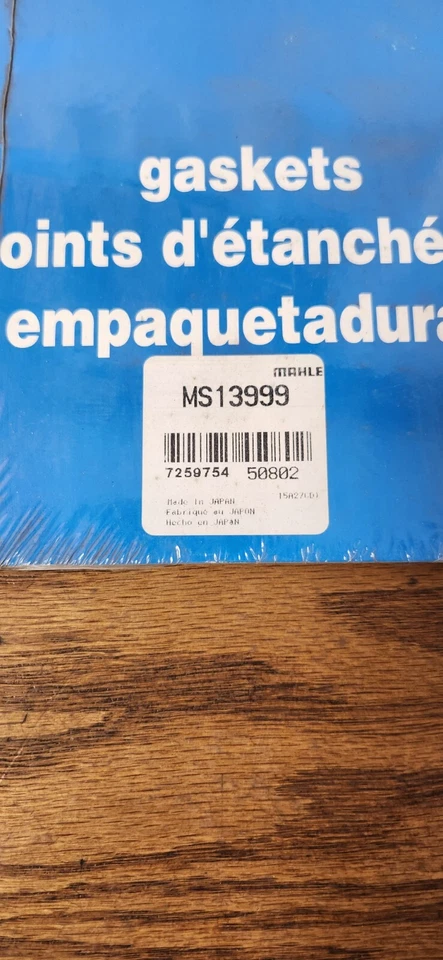 gaskets
oints d'étanché
empaquetadura
MAHLE
MS13999
7259754 50802
Made in JAPAN
Fabriqué au JAPON
Hecho en JAPAN